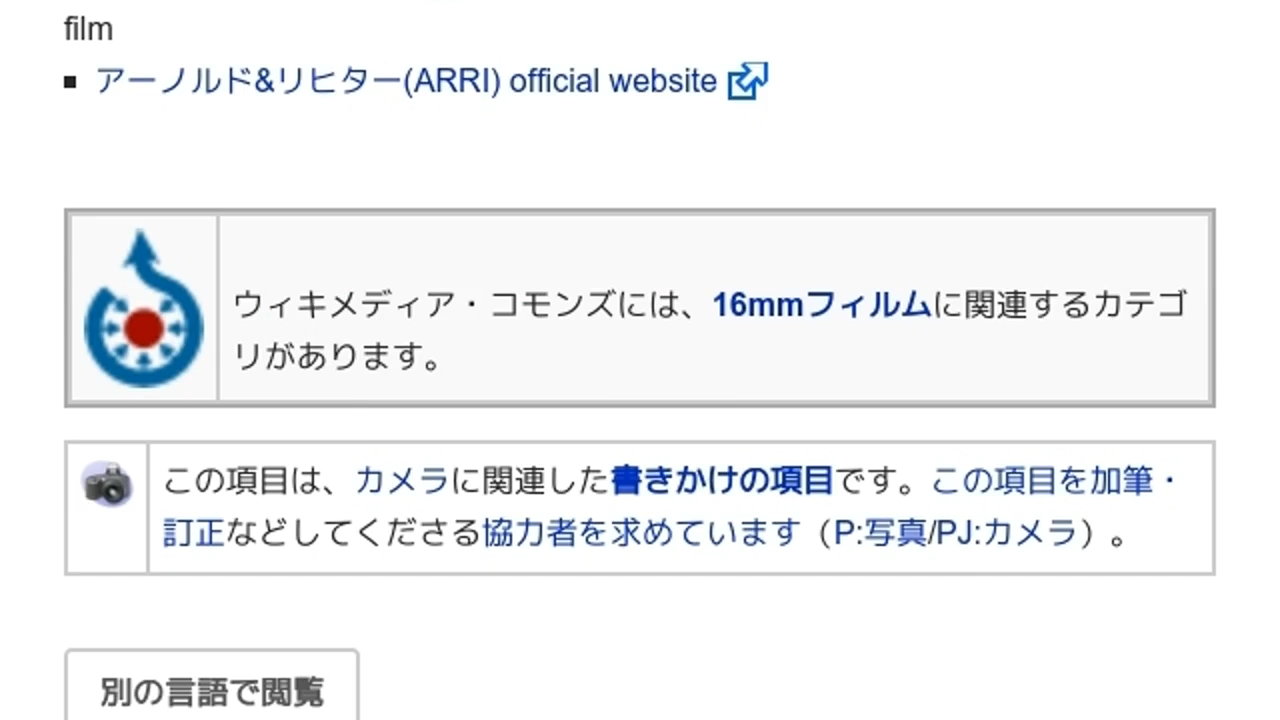 film
アーノルド&リヒター(ARRI) official website
ウィキメディア・コモンズには、16mmフィルムに関連するカテゴ
リがあります。
この項目は、カメラに関連した書きかけの項目です。この項目を加筆・
訂正などしてくださる協力者を求めています（P:写真/PJ:カメラ）。
別の言語で閲覧